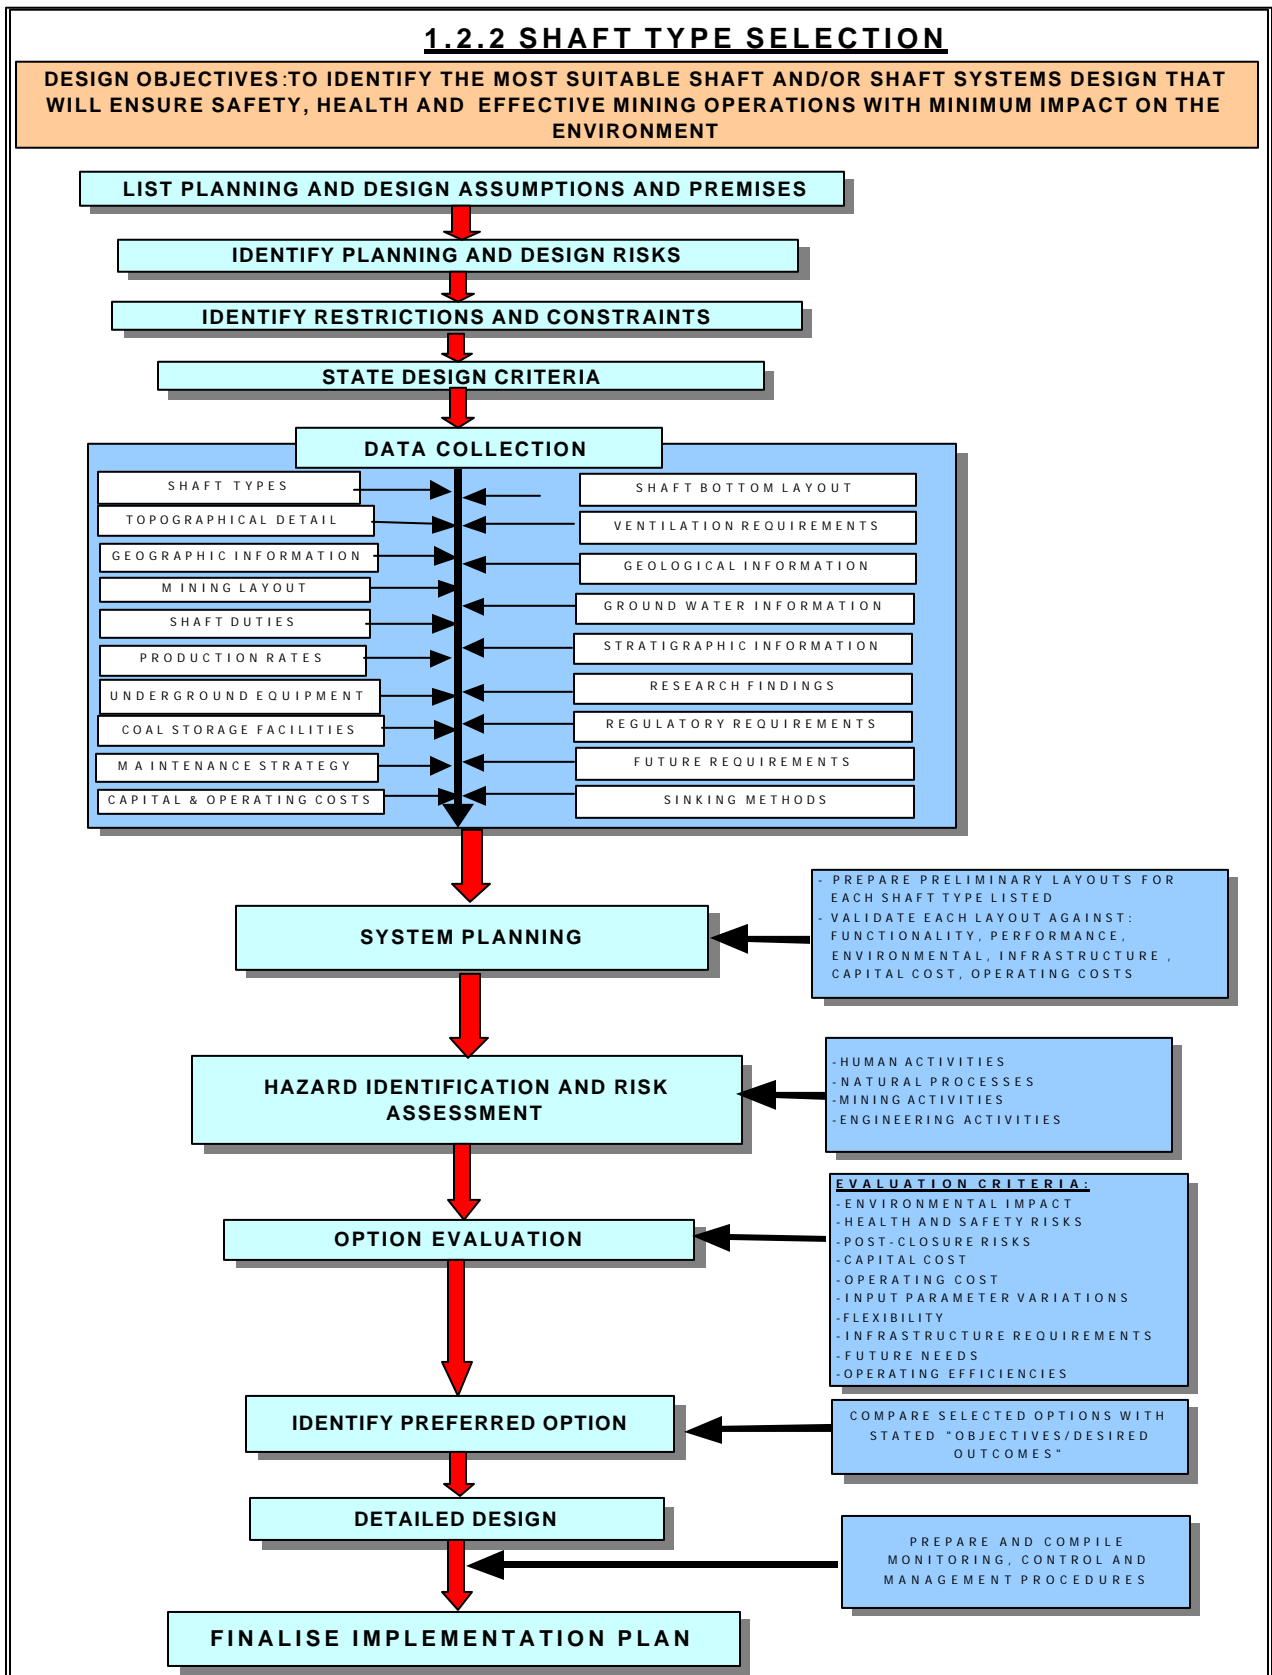 1.2.2 SHAFT TYPE SELECTION
DESIGN OBJECTIVES:TO IDENTIFY THE MOST SUITABLE SHAFT AND/OR SHAFT SYSTEMS DESIGN THAT
WILL ENSURE SAFETY, HEALTH AND EFFECTIVE MINING OPERATIONS WITH MINIMUM IMPACT ON THE
ENVIRONMENT
LIST PLANNING AND DESIGN ASSUMPTIONS AND PREMISES
IDENTIFY PLANNING AND DESIGN RISKS
IDENTIFY RESTRICTIONS AND CONSTRAINTS
STATE DESIGN CRITERIA
DATA COLLECTION
SHAFT TYPES
TOPOGRAPHICAL DETAIL
GEOGRAPHIC INFORMATION
MINING LAYOUT
SHAFT DUTIES
PRODUCTION RATES
UNDERGROUND EQUIPMENT
COAL STORAGE FACILITIES
MAINTENANCE STRATEGY
CAPITAL & OPERATING COSTS
SHAFT BOTTOM LAYOUT
VENTILATION REQUIREMENTS
GEOLOGICAL INFORMATION
GROUND WATER INFORMATION
STRATIGRAPHIC INFORMATION
RESEARCH FINDINGS
REGULATORY REQUIREMENTS
FUTURE REQUIREMENTS
SINKING METHODS
SYSTEM PLANNING
- PREPARE PRELIMINARY LAYOUTS FOR
EACH SHAFT TYPE LISTED
- VALIDATE EACH LAYOUT AGAINST:
FUNCTIONALITY, PERFORMANCE,
ENVIRONMENTAL, INFRASTRUCTURE ,
CAPITAL COST, OPERATING COSTS
HAZARD IDENTIFICATION AND RISK
ASSESSMENT
-HUMAN ACTIVITIES
-NATURAL PROCESSES
-MINING ACTIVITIES
-ENGINEERING ACTIVITIES
OPTION EVALUATION
EVALUATION CRITERIA:
-ENVIRONMENTAL IMPACT
-HEALTH AND SAFETY RISKS
-POST-CLOSURE RISKS
-CAPITAL COST
-OPERATING COST
-INPUT PARAMETER VARIATIONS
-FLEXIBILITY
-INFRASTRUCTURE REQUIREMENTS
-FUTURE NEEDS
-OPERATING EFFICIENCIES
IDENTIFY PREFERRED OPTION
COMPARE SELECTED OPTIONS WITH
STATED "OBJECTIVES/DESIRED
OUTCOMES"
DETAILED DESIGN
PREPARE AND COMPILE
MONITORING, CONTROL AND
MANAGEMENT PROCEDURES
FINALISE IMPLEMENTATION PLAN